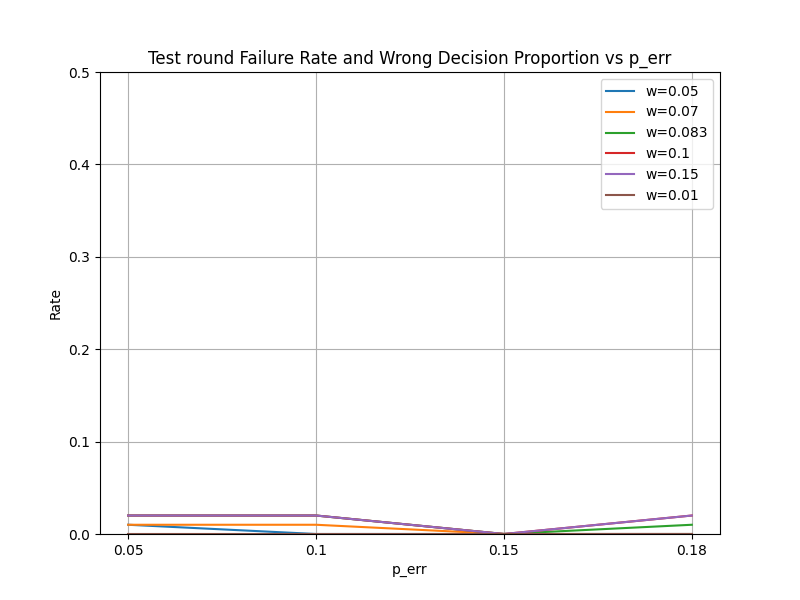 Test round Failure Rate and Wrong Decision Proportion vs p_err
0.5
0.4
0.3
0.2
0.1
0.0
Rate
w=0.05
w=0.07
w=0.083
w=0.1
w=0.15
w=0.01
0.05
0.1
0.15
0.18
p_err